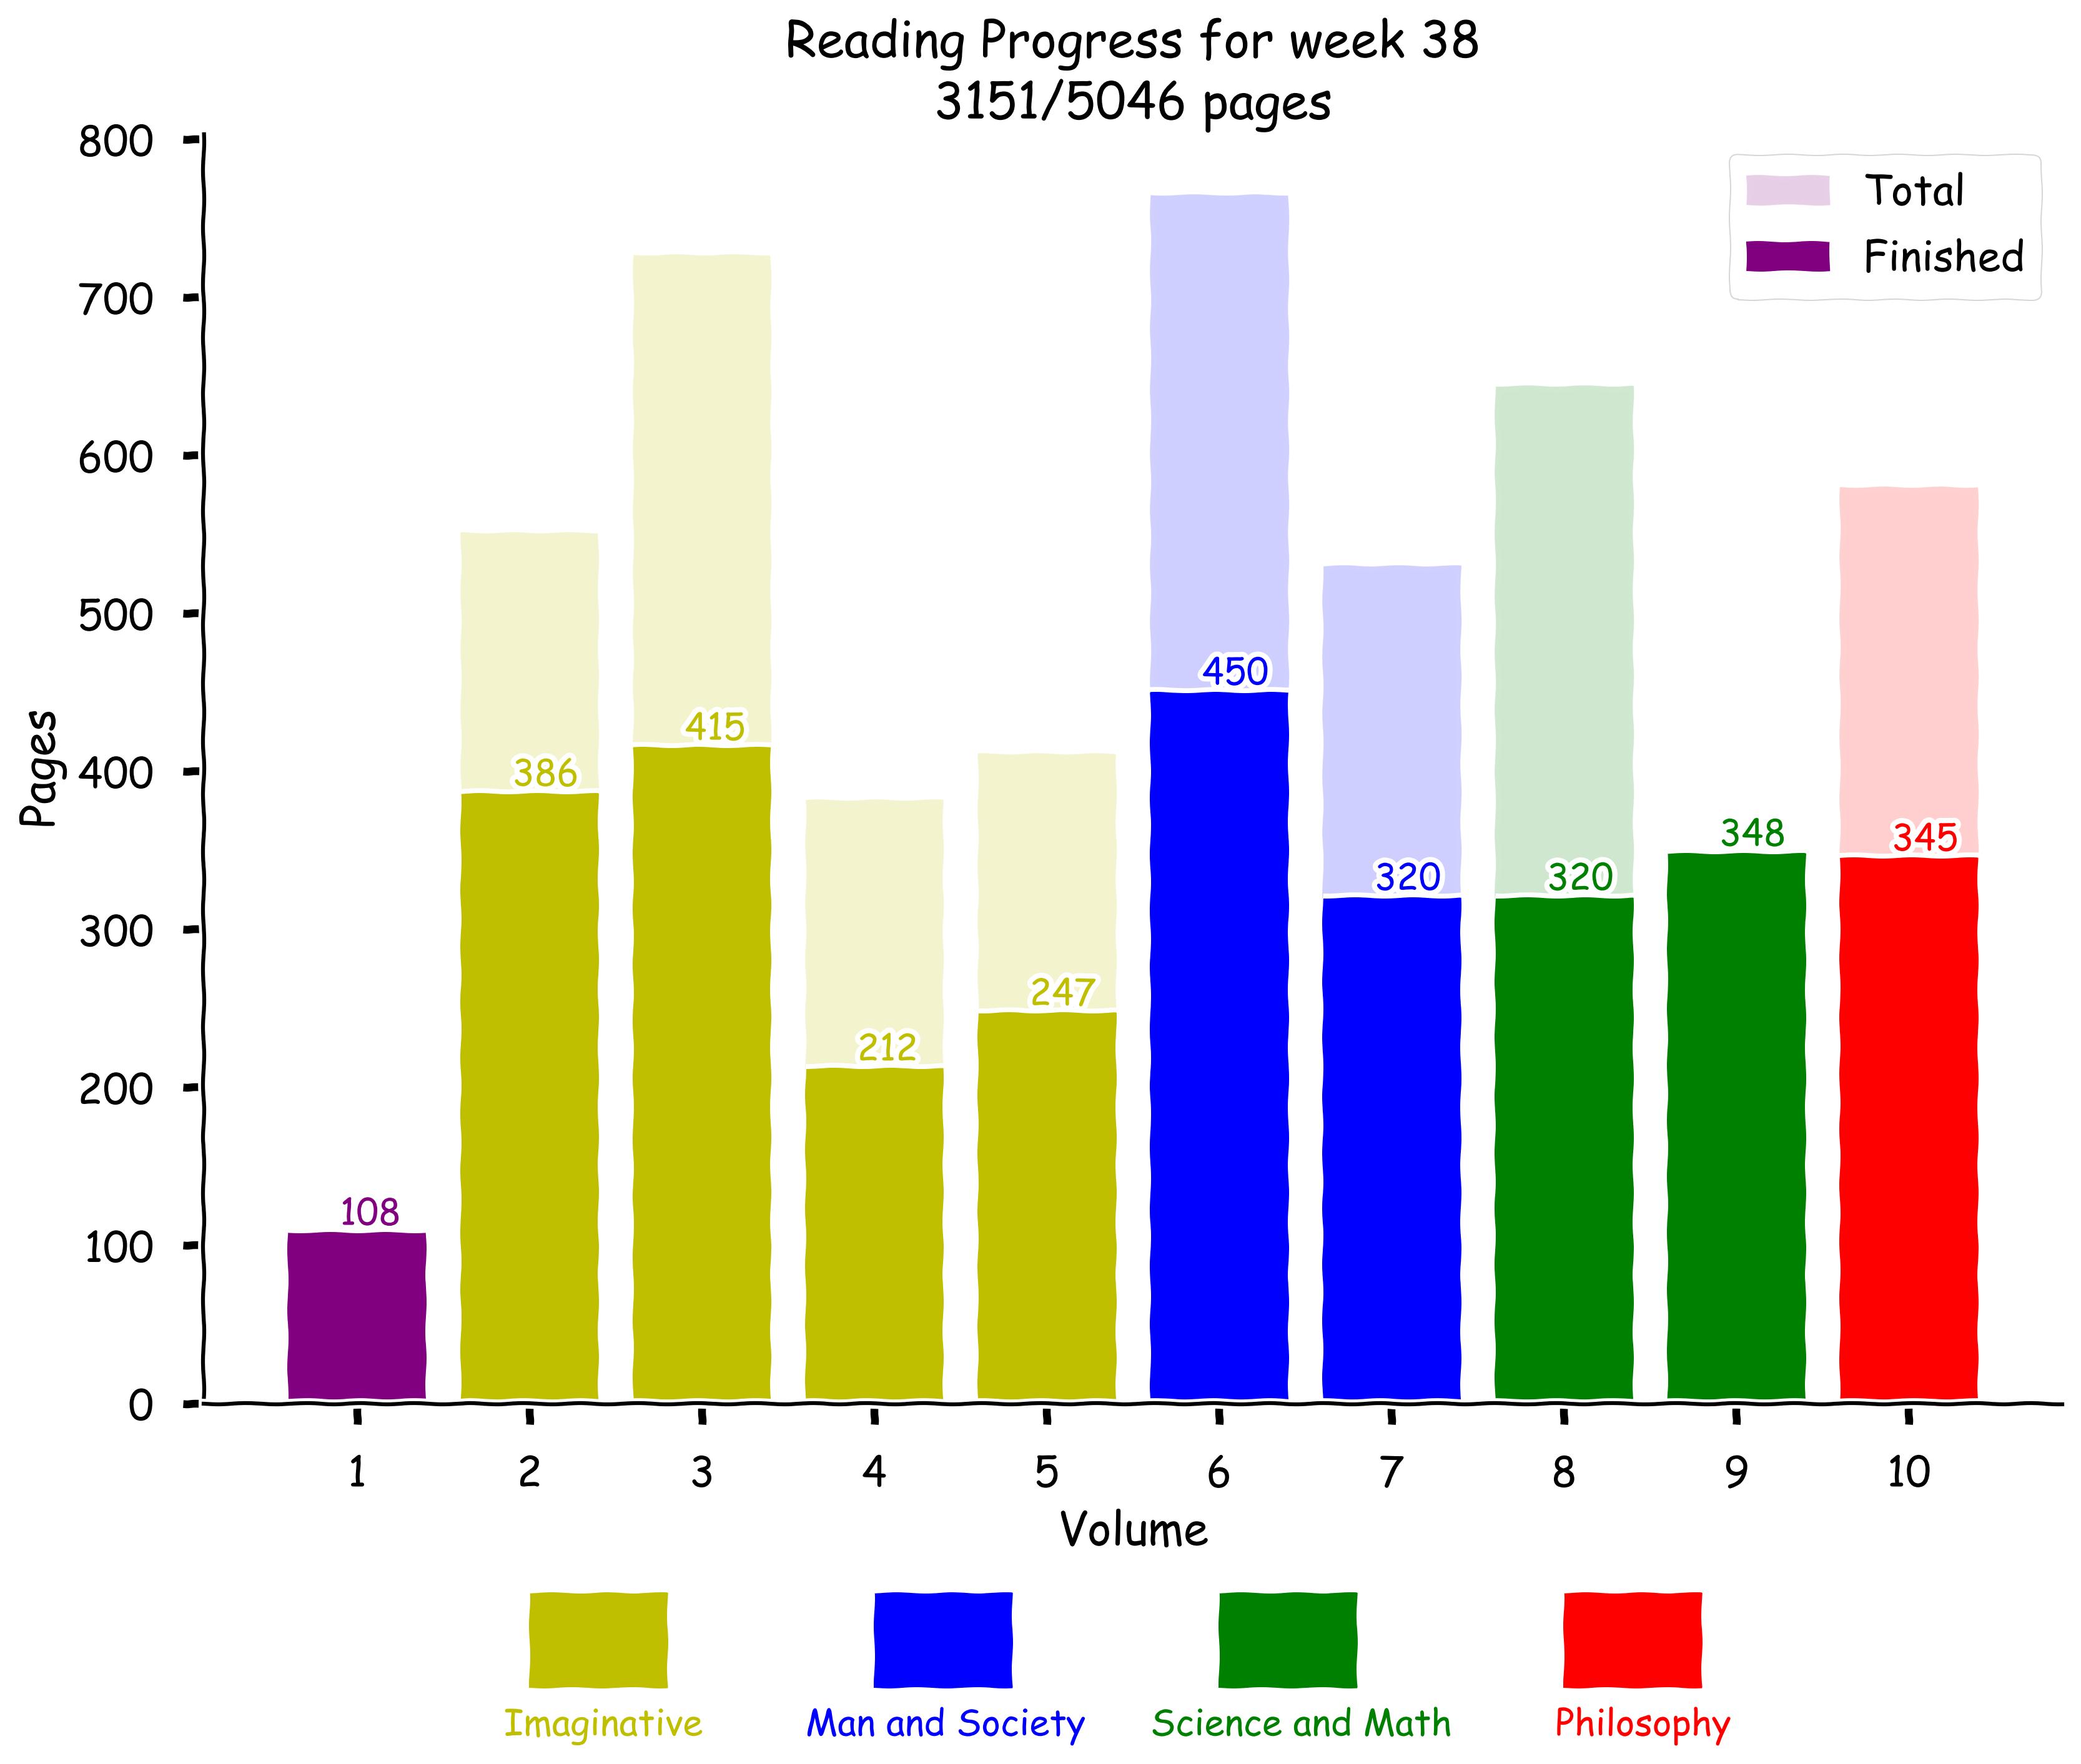 Reading Progress for week 38
3151/5046 pages
Total
Finished
800
700
600
500
400
300
200
100
0
Pages
108
386
415
212
247
450
320
320
348
345
1 2 3 4 5 6 7 8 9 10
Volume
Imaginative Man and Society Science and Math Philosophy